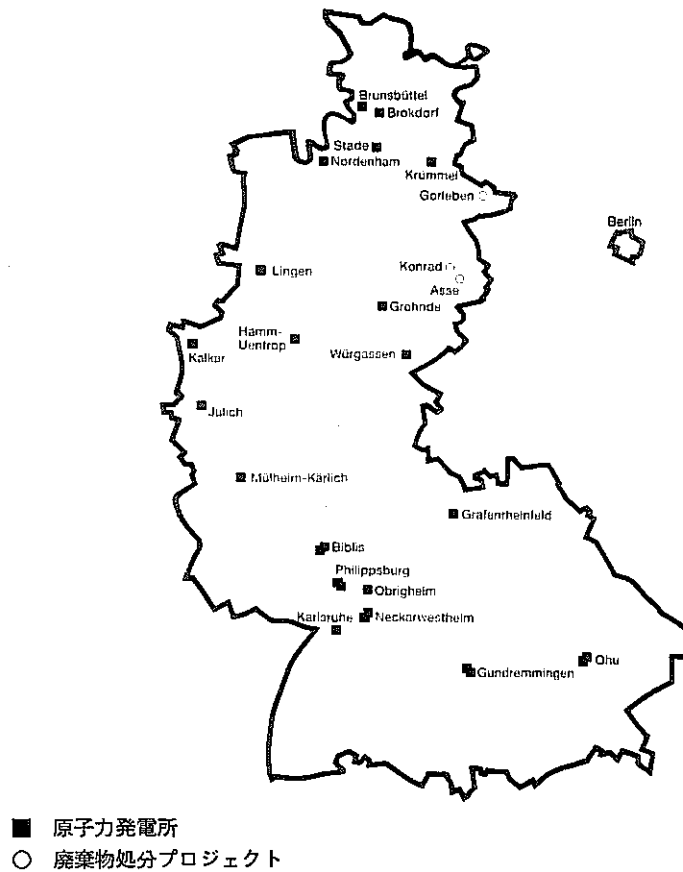 Brunsbüttel
Brokdorf
Stade
Nordenham
Krümmel
Gorleben
Berlin
Lingen
Konrad
Asse
Grohnde
Hamm-
Uentrop
Kalkar
Würgassen
Jülich
Mülheim-Kärlich
Grafenrheinfeld
Biblis
Philippsburg
Obrigheim
Karlsruhe
Neckarwestheim
Ohu
Gundremmingen
原子力発電所
廃棄物処分プロジェクト